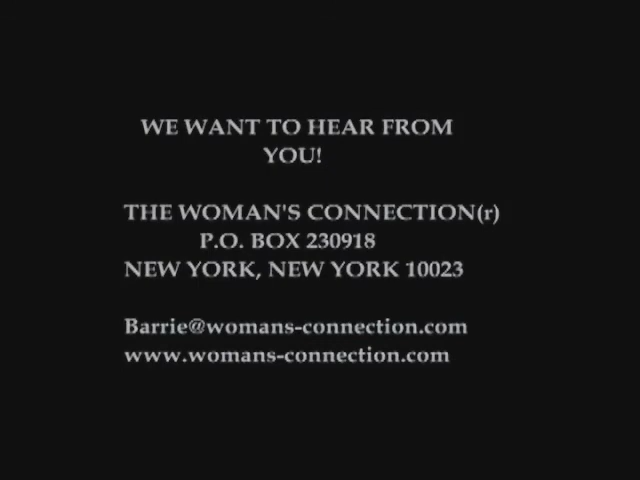 WE WANT TO HEAR FROM
YOU!
THE WOMAN'S CONNECTION(r)
P.O. BOX 230918
NEW YORK, NEW YORK 10023
Barrie@womans-connection.com
www.womans-connection.com